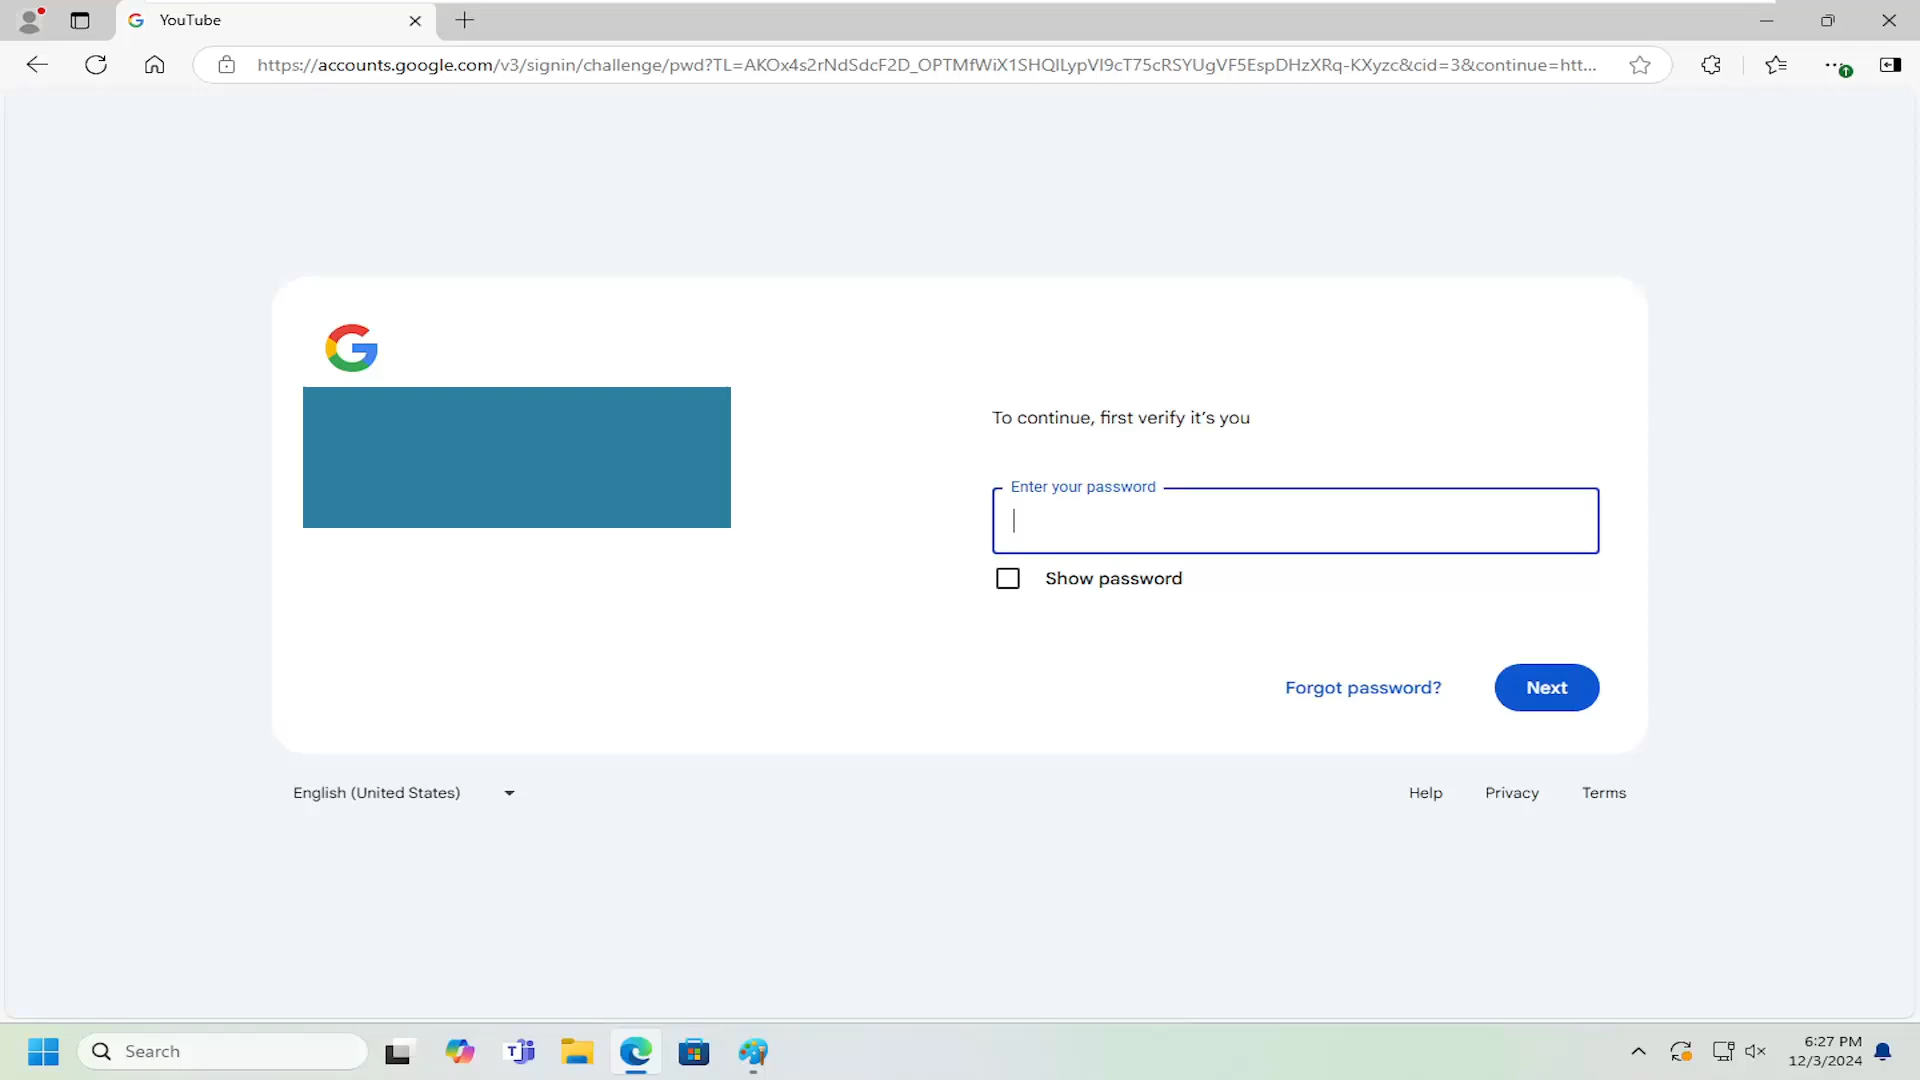 YouTube
https://accounts.google.com/v3/signin/challenge/pwd?TL=AKOx4s2rNdSdcF2D_OPTMfWiX1SHQILypVI9cT75cRSYUgVF5EspDHzXRq-KXyzc&cid=3&continue=htt...
To continue, first verify it’s you
Enter your password
Show password
Forgot password?
Next
English (United States)
Help
Privacy
Terms
Search
6:27 PM
12/3/2024